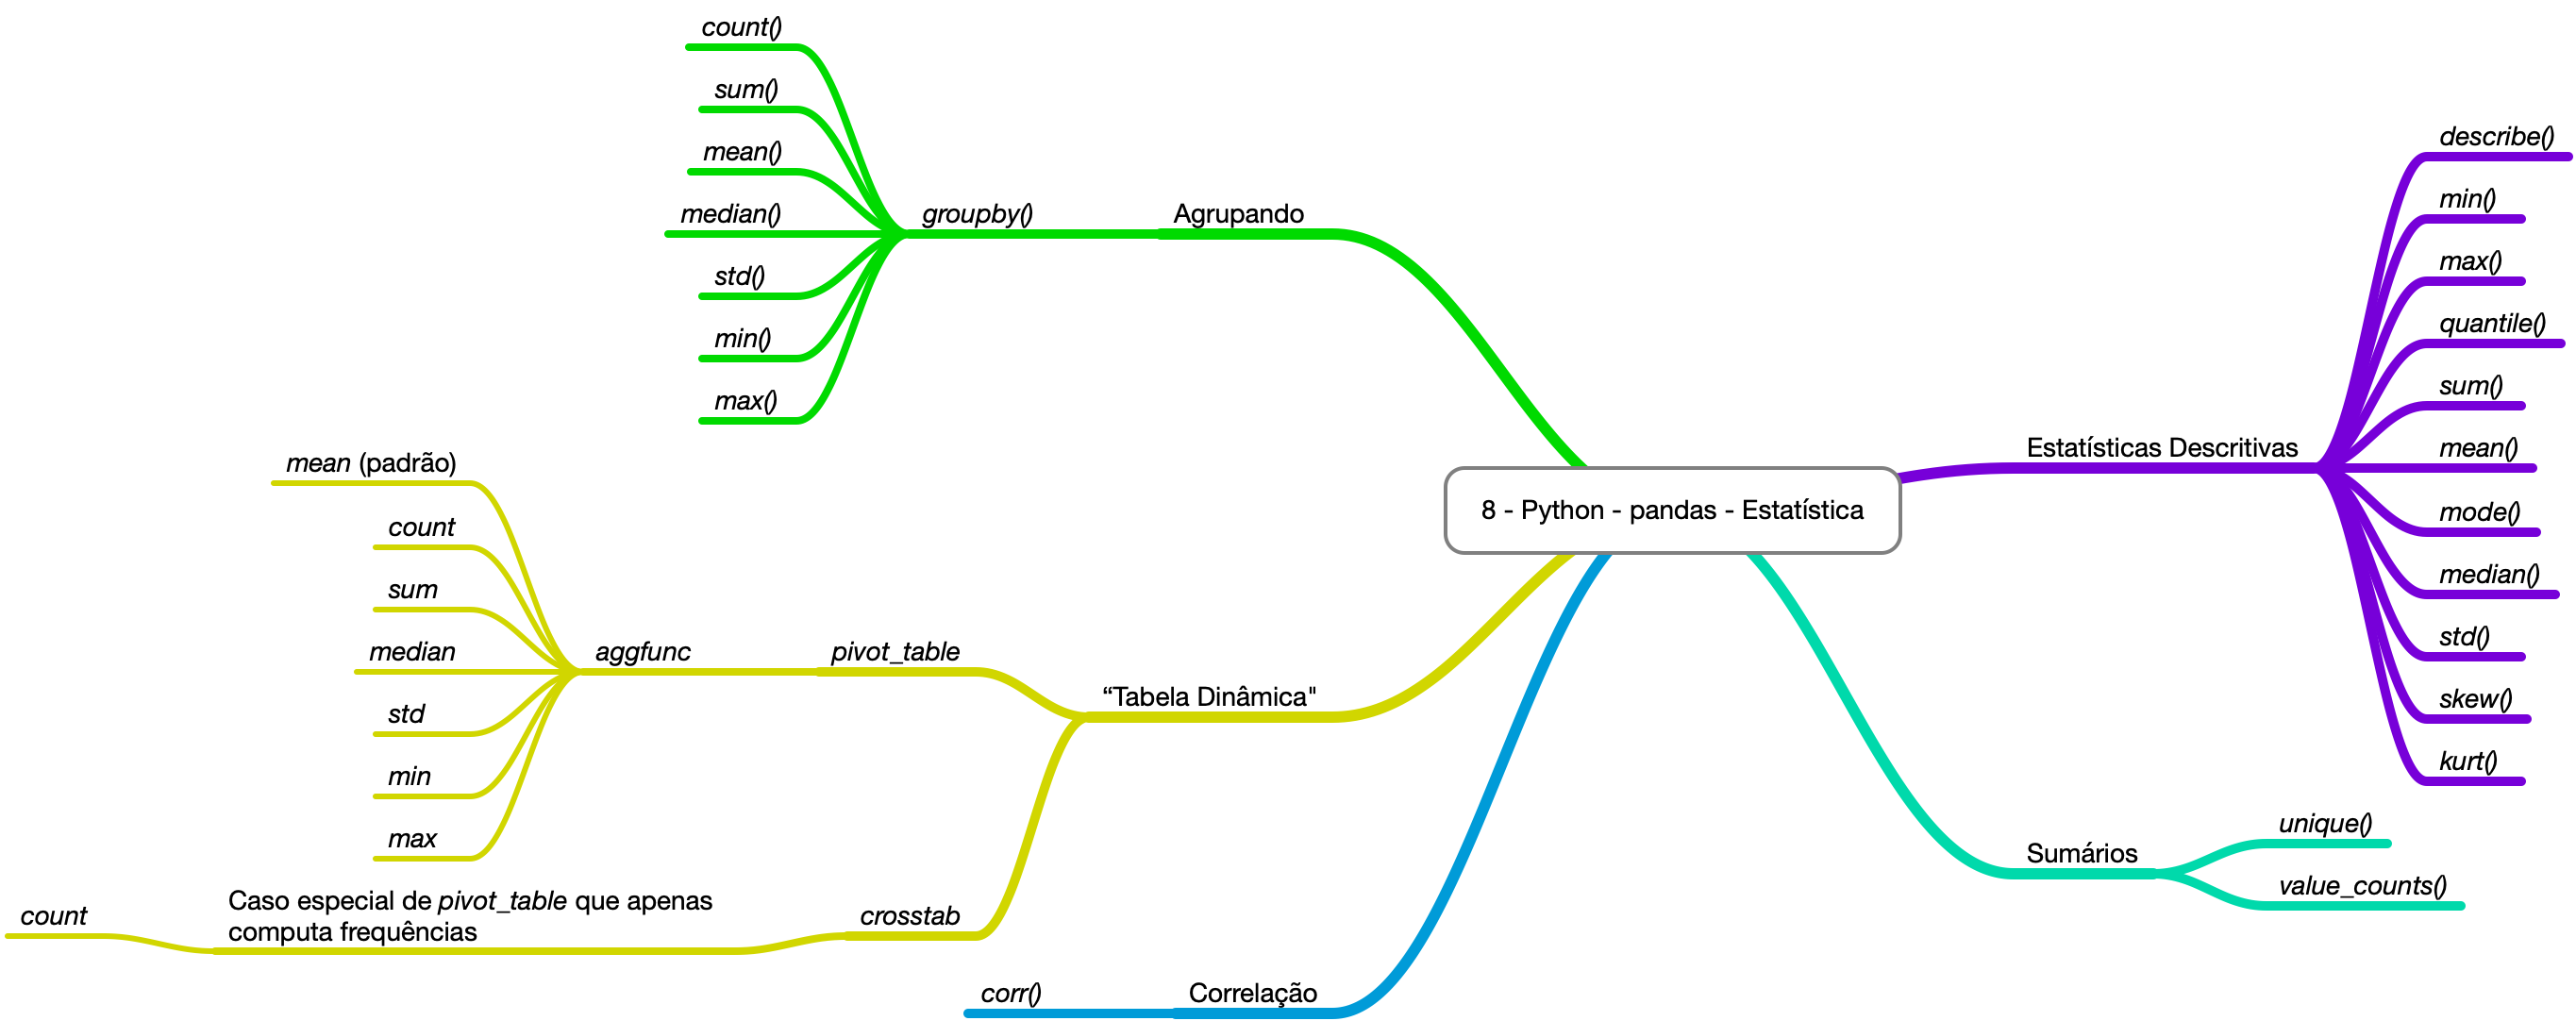 8 - Python - pandas - Estatística
Estatísticas Descritivas
describe()
min()
max()
quantile()
sum()
mean()
mode()
median()
std()
skew()
kurt()
Sumários
unique()
value_counts()
Agrupando
groupby()
count()
sum()
mean()
median()
std()
min()
max()
“Tabela Dinâmica"
pivot_table
aggfunc
mean (padrão)
count
sum
median
std
min
max
crosstab
Caso especial de pivot_table que apenas
computa frequências
count
Correlação
corr()